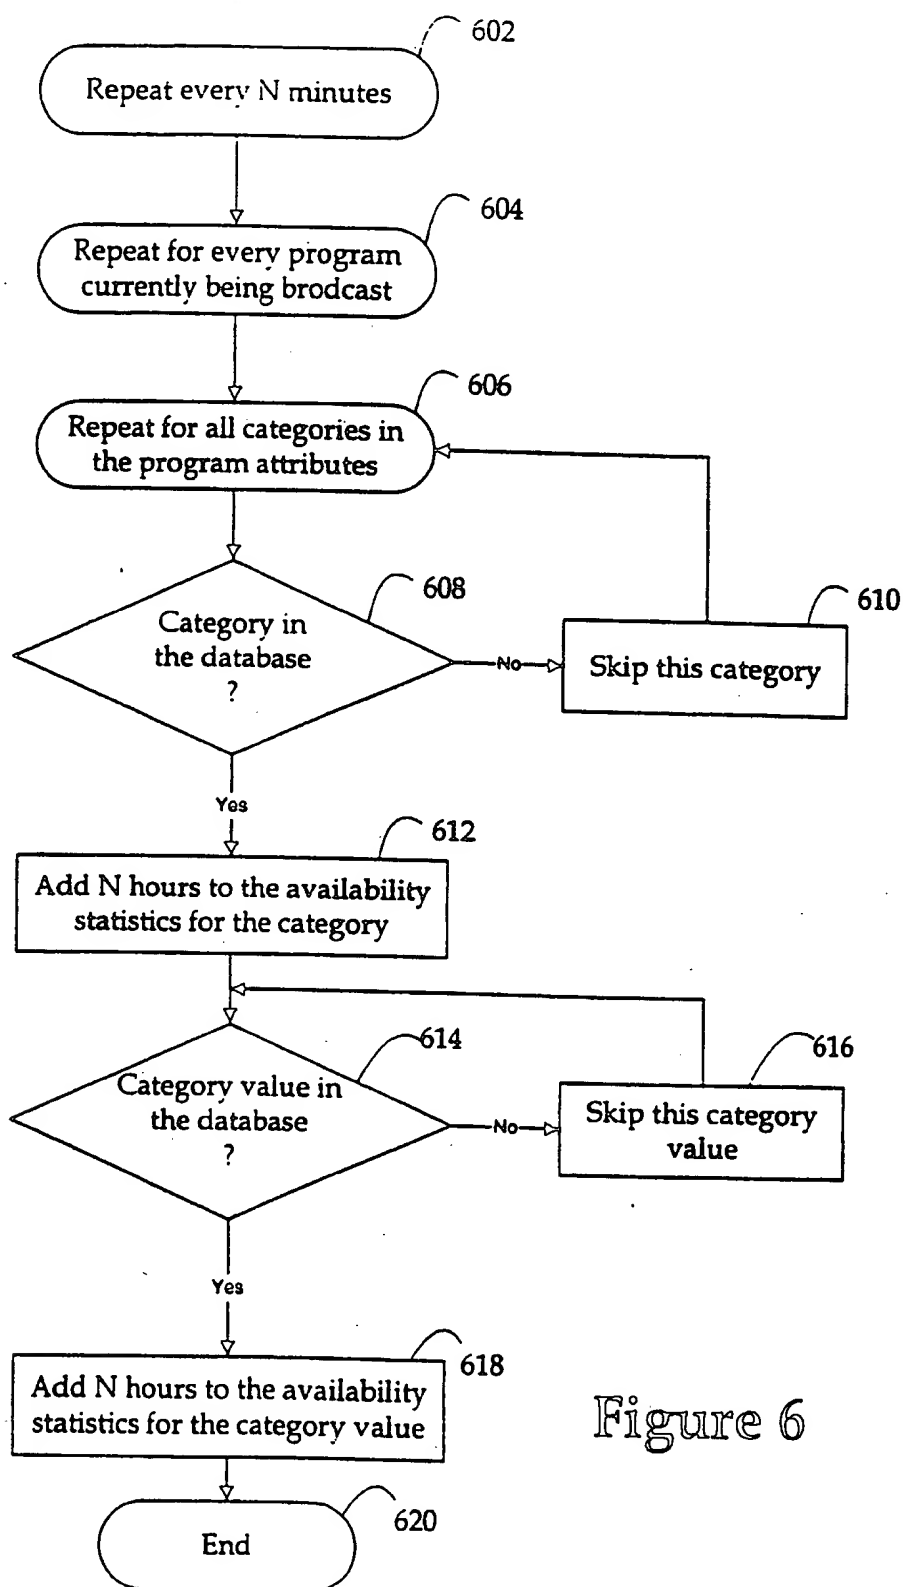 602
Repeat every N minutes
604
Repeat for every program
currently being brodcast
606
Repeat for all categories in
the program attributes
608
Category in
the database
?
610
No
Skip this category
Yes
612
Add N hours to the availability
statistics for the category
614
Category value in
the database
?
616
No
Skip this category
value
Yes
618
Add N hours to the availability
statistics for the category value
Figure 6
620
End